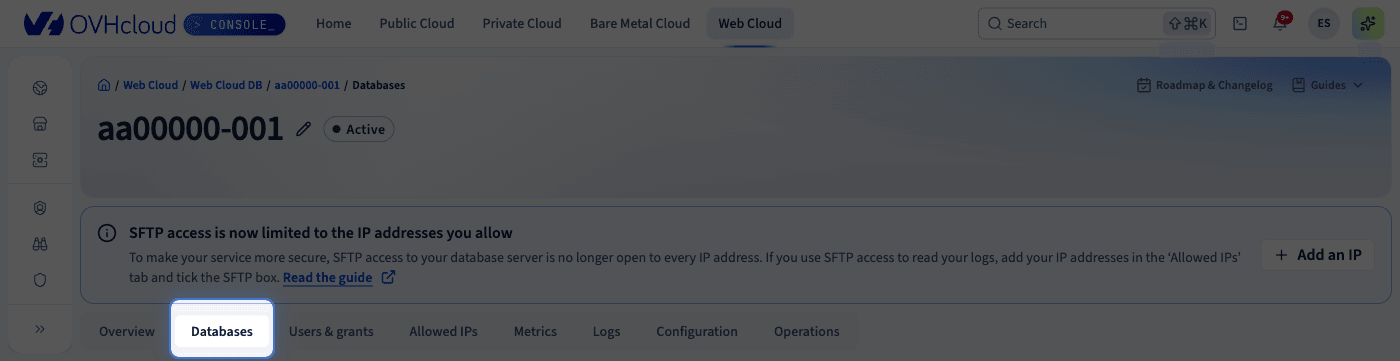 OVHcloud CONSOLE_ Home Public Cloud Private Cloud Bare Metal Cloud Web Cloud Search ⇧⌘K 9+ ES
/ Web Cloud / Web Cloud DB / aa00000-001 / Databases Roadmap & Changelog Guides
aa00000-001 Active
SFTP access is now limited to the IP addresses you allow
To make your service more secure, SFTP access to your database server is no longer open to every IP address. If you use SFTP access to read your logs, add your IP addresses in the ‘Allowed IPs’
tab and tick the SFTP box. Read the guide
+ Add an IP
Overview Databases Users & grants Allowed IPs Metrics Logs Configuration Operations